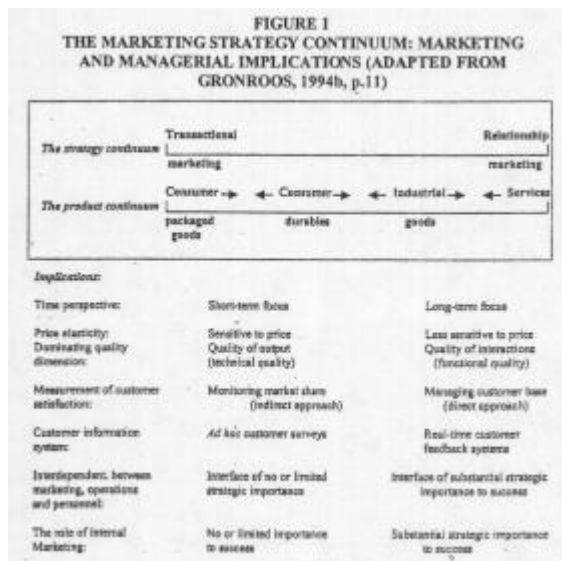 FIGURE 1
THE MARKETING STRATEGY CONTINUUM: MARKETING
AND MANAGERIAL IMPLICATIONS (ADAPTED FROM
GRONROOS, 1994b, p.11)
Transactional Relationship
The strategy continuum
marketing marketing
Consumer Consumer Industrial Services
The product continuum
packaged durables goods
goods
Implications:
Time perspective: Short-term focus Long-term focus
Price elasticity: Sensitive to price Less sensitive to price
Dominating quality Quality of output Quality of interactions
dimension: (technical quality) (functional quality)
Measurement of customer Monitoring market share Managing customer base
satisfaction: (indirect approach) (direct approach)
Customer information Ad hoc customer surveys Real-time customer
system: feedback systems
Interdependent, between Interface of no or limited Interface of substantial strategic
marketing, operations strategic importance importance to success
and personnel:
The role of internal No or limited importance Substantial strategic importance
Marketing: to success to success